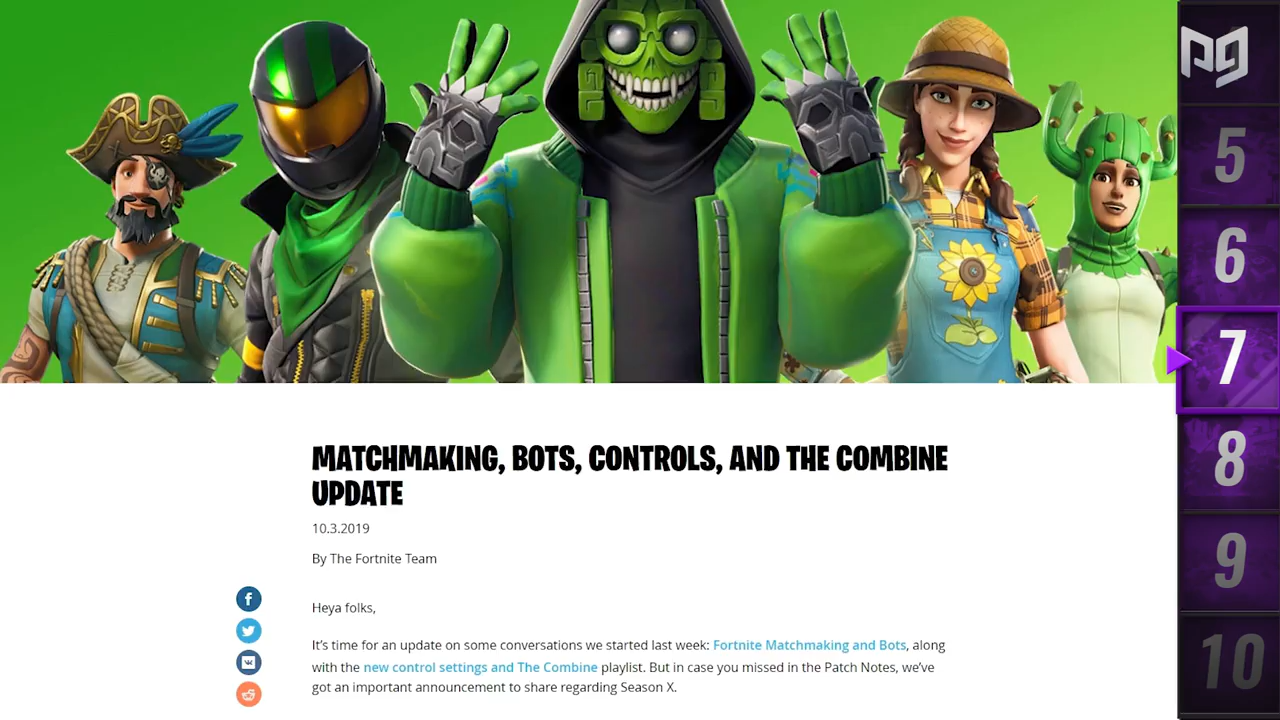 PG
5
6
7
8
9
10
MATCHMAKING, BOTS, CONTROLS, AND THE COMBINE
UPDATE
10.3.2019
By The Fortnite Team
Heya folks,
It's time for an update on some conversations we started last week: Fortnite Matchmaking and Bots, along
with the new control settings and The Combine playlist. But in case you missed in the Patch Notes, we've
got an important announcement to share regarding Season X.